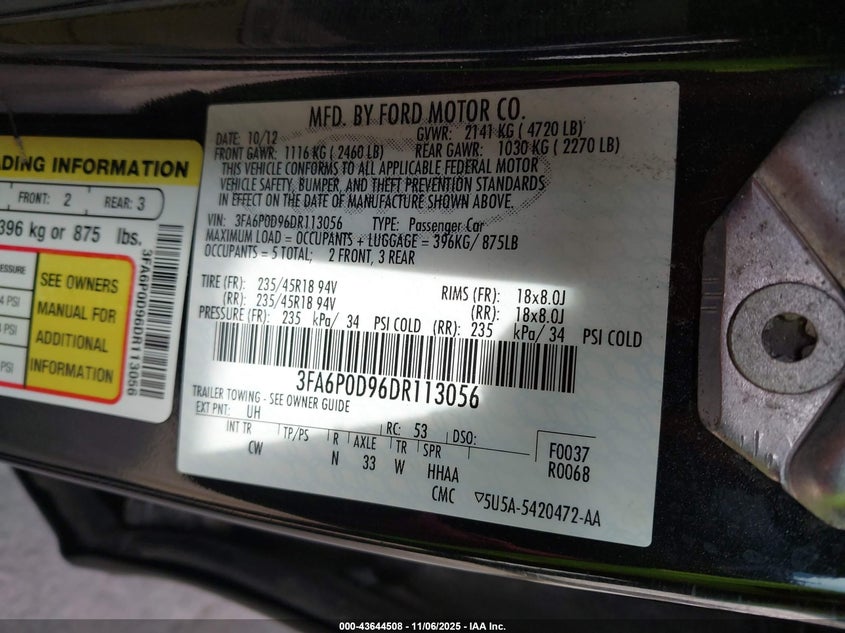 ADING INFORMATION
FRONT: 2 REAR: 3
396 kg or 875 lbs.
ESSURE
4 PSI
4 PSI
PSI
SEE OWNERS
MANUAL FOR
ADDITIONAL
INFORMATION
3FA6P0D96DR113056
MFD. BY FORD MOTOR CO.
DATE: 10/12 GVWR: 2141 KG ( 4720 LB)
FRONT GAWR: 1116 KG ( 2460 LB) REAR GAWR: 1030 KG ( 2270 LB)
THIS VEHICLE CONFORMS TO ALL APPLICABLE FEDERAL MOTOR
VEHICLE SAFETY, BUMPER, AND THEFT PREVENTION STANDARDS
IN EFFECT ON THE DATE OF MANUFACTURE SHOWN ABOVE.
VIN: 3FA6P0D96DR113056 TYPE: Passenger Car
MAXIMUM LOAD = OCCUPANTS + LUGGAGE = 396KG/ 875LB
OCCUPANTS = 5 TOTAL; 2 FRONT, 3 REAR
TIRE (FR): 235/45R18 94V RIMS (FR): 18x8.0J
(RR): 235/45R18 94V (RR): 18x8.0J
PRESSURE (FR): 235 kPa/ 34 PSI COLD (RR): 235 kPa/ 34 PSI COLD
3FA6P0D96DR113056
TRAILER TOWING - SEE OWNER GUIDE
EXT PNT: UH RC: 53 DSO:
INT TR TP/PS R AXLE TR SPR F0037
CW N 33 W HHAA R0068
CMC ▽5U5A-5420472-AA
000-43644508 - 11/06/2025 - IAA Inc.